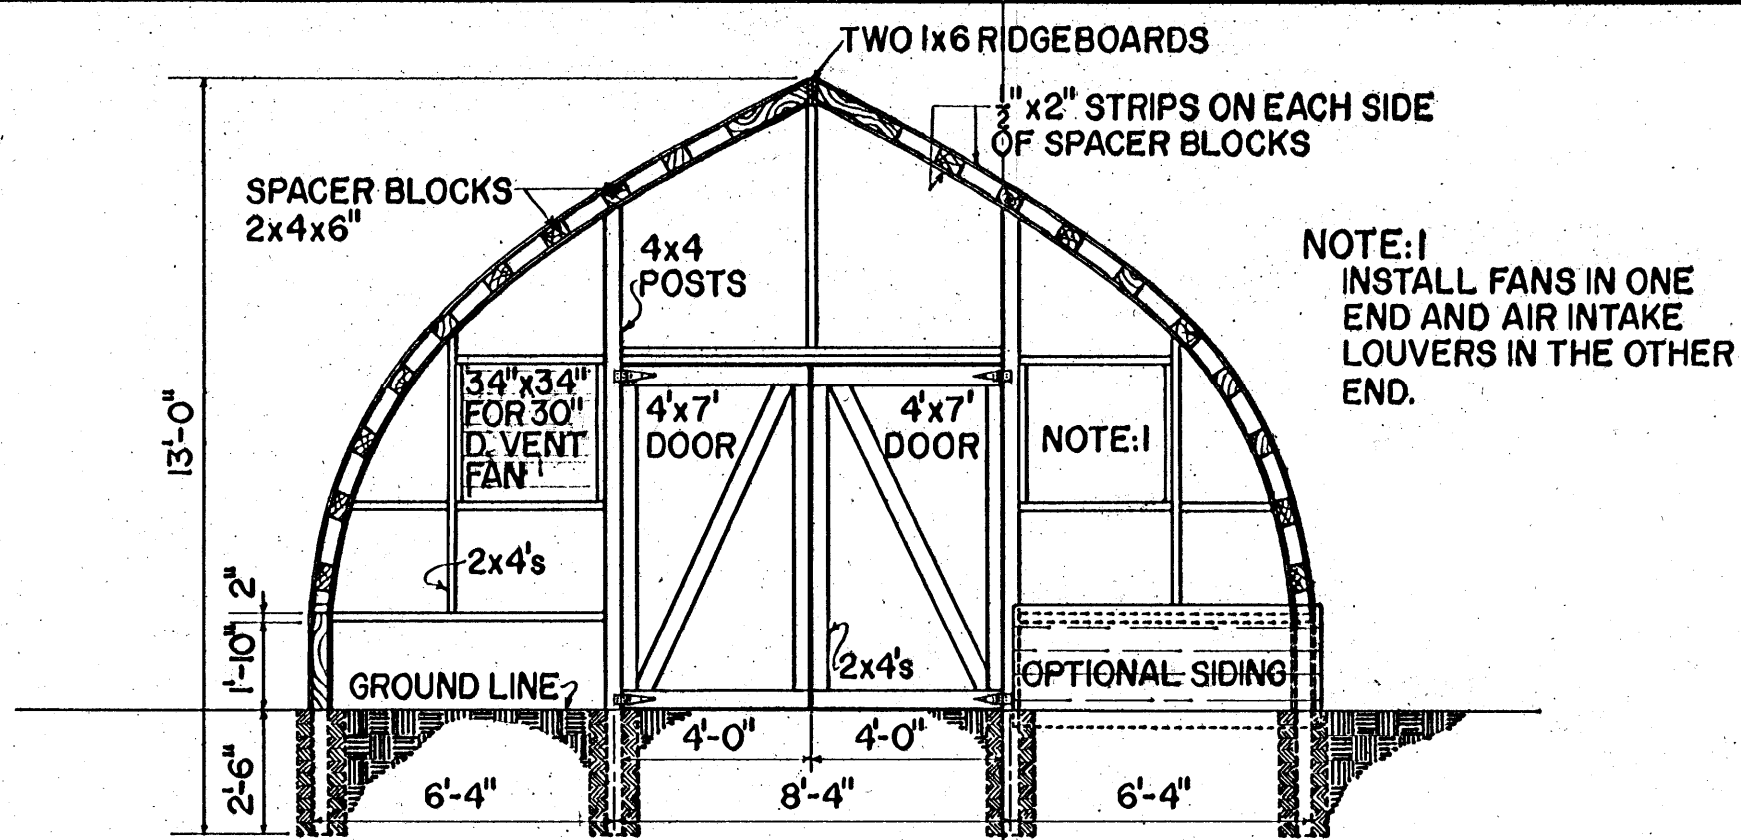 TWO 1x6 RIDGEBOARDS
½"x2" STRIPS ON EACH SIDE
OF SPACER BLOCKS
SPACER BLOCKS
2x4x6"
4x4
POSTS
NOTE:1
INSTALL FANS IN ONE
END AND AIR INTAKE
LOUVERS IN THE OTHER
END.
34"x34"
FOR 30"
D. VENT
FAN
4'x7'
DOOR
4'x7'
DOOR
NOTE:1
13'-0"
2x4's
2"
1'-10"
GROUND LINE
2x4's
OPTIONAL SIDING
2'-6"
4'-0"
4'-0"
6'-4"
8'-4"
6'-4"